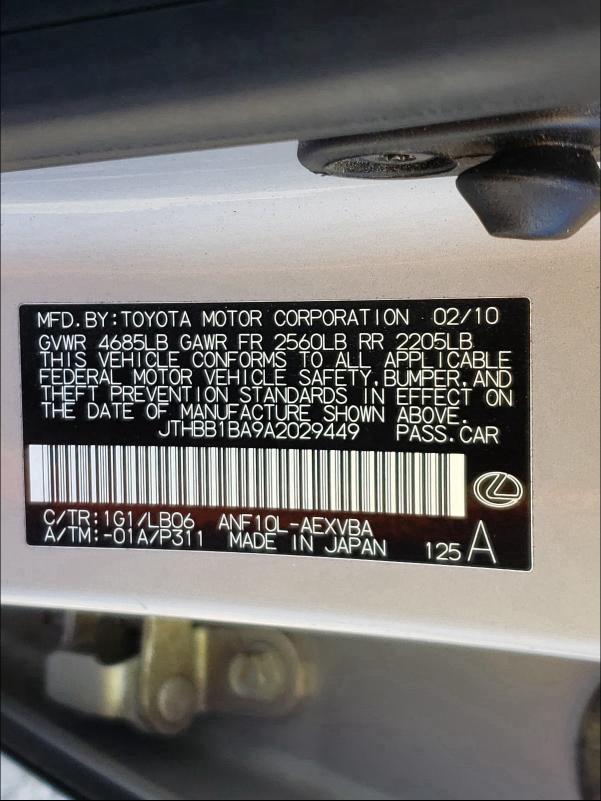 MFD.BY:TOYOTA MOTOR CORPORATION 02/10
GVWR 4685LB GAWR FR 2560LB RR 2205LB
THIS VEHICLE CONFORMS TO ALL APPLICABLE
FEDERAL MOTOR VEHICLE SAFETY,BUMPER,AND
THEFT PREVENTION STANDARDS IN EFFECT ON
THE DATE OF MANUFACTURE SHOWN ABOVE.
JTHBB1BA9A2029449 PASS.CAR
C/TR:1G1/LB06 ANF10L-AEXVBA
A/TM:-01A/P311 MADE IN JAPAN 125 A